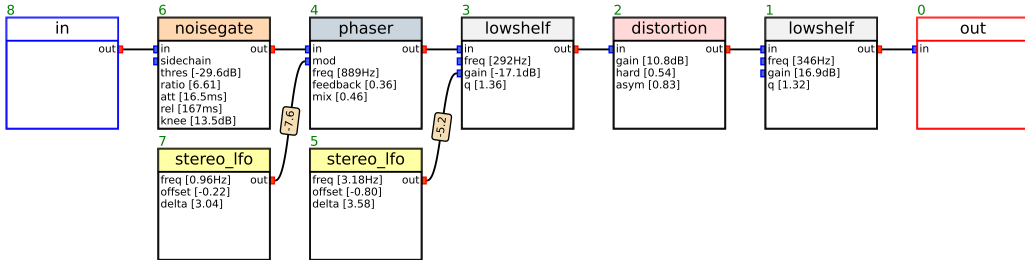 8
in
out
6
noisegate
in
out
sidechain
thres [-29.6dB]
ratio [6.61]
att [16.5ms]
rel [167ms]
knee [13.5dB]
4
phaser
in
out
mod
freq [889Hz]
feedback [0.36]
mix [0.46]
3
lowshelf
in
out
freq [292Hz]
gain [-17.1dB]
q [1.36]
2
distortion
in
out
gain [10.8dB]
hard [0.54]
asym [0.83]
1
lowshelf
in
out
freq [346Hz]
gain [16.9dB]
q [1.32]
0
out
in
-7.6
-5.2
7
stereo_lfo
freq [0.96Hz]
out
offset [-0.22]
delta [3.04]
5
stereo_lfo
freq [3.18Hz]
out
offset [-0.80]
delta [3.58]